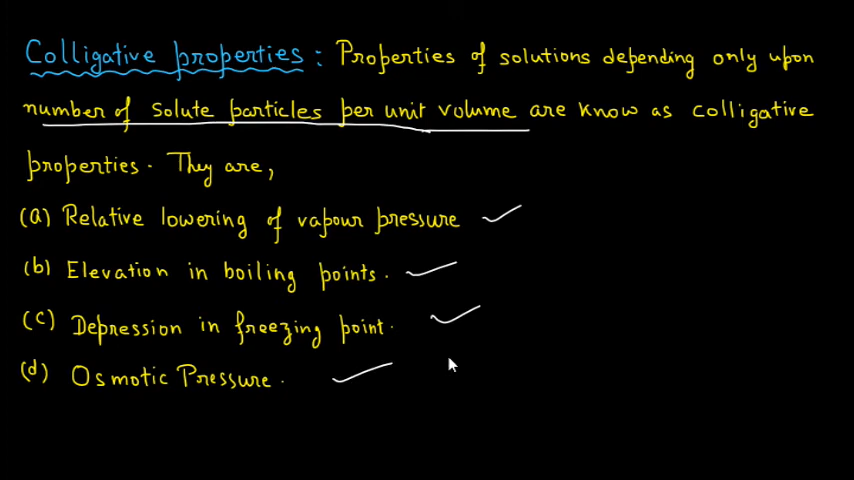 Colligative properties : Properties of solutions depending only upon
number of solute particles per unit volume are know as colligative
properties. They are,
(a) Relative lowering of vapour pressure
(b) Elevation in boiling points.
(c) Depression in freezing point.
(d) Osmotic Pressure.